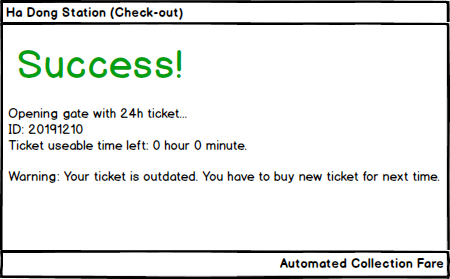 Ha Dong Station (Check-out)
Success!
Opening gate with 24h ticket...
ID: 20191210
Ticket useable time left: 0 hour 0 minute.
Warning: Your ticket is outdated. You have to buy new ticket for next time.
Automated Collection Fare